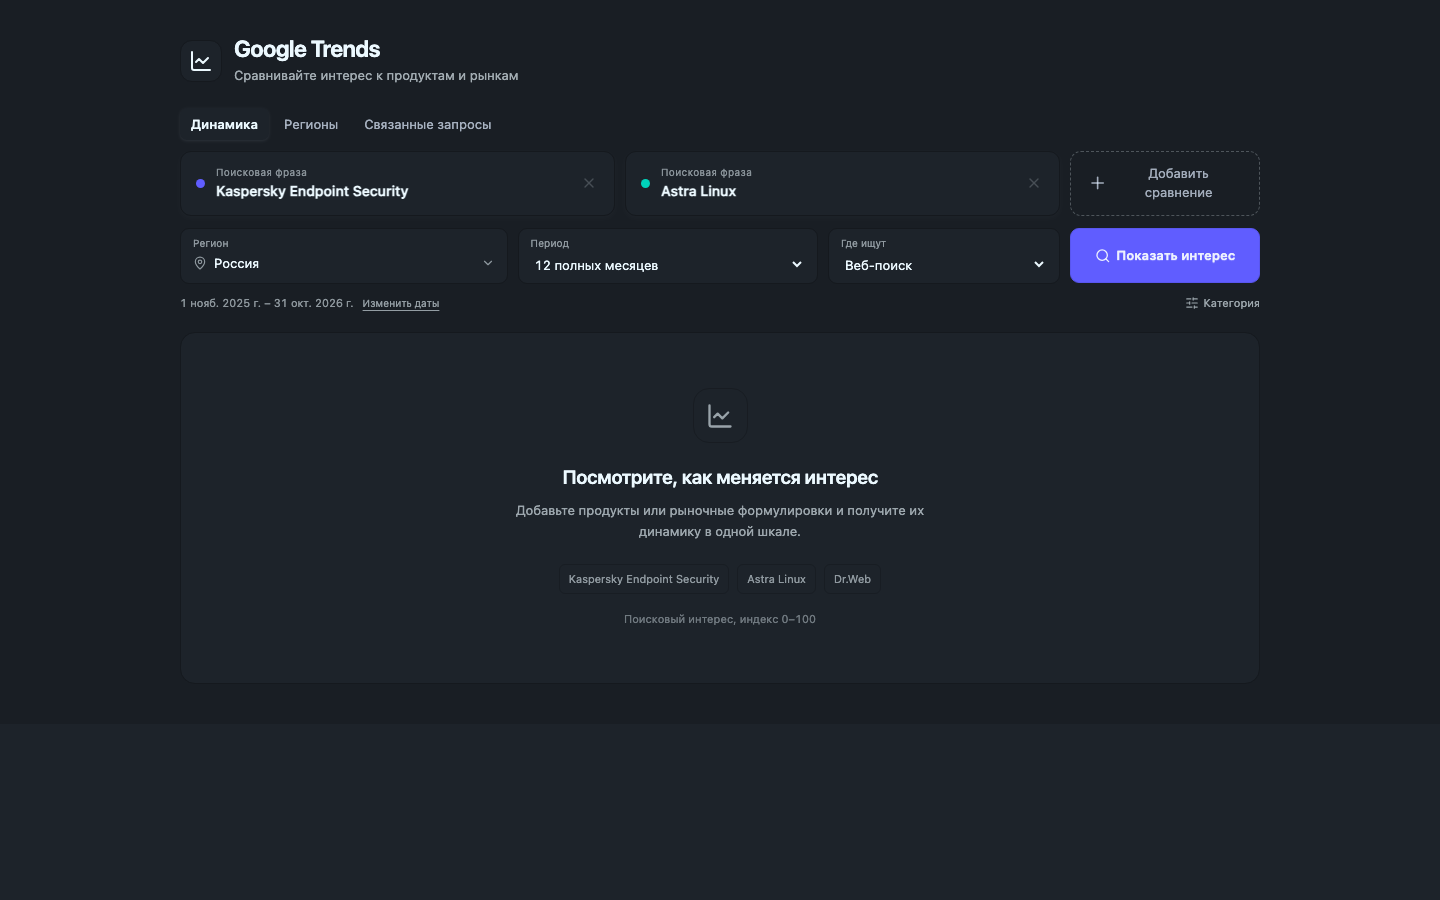 Google Trends
Сравнивайте интерес к продуктам и рынкам
Динамика
Регионы
Связанные запросы
Поисковая фраза
Kaspersky Endpoint Security
Поисковая фраза
Astra Linux
Добавить
сравнение
Регион
Россия
Период
12 полных месяцев
Где ищут
Веб-поиск
Показать интерес
1 нояб. 2025 г. – 31 окт. 2026 г.
Изменить даты
Категория
Посмотрите, как меняется интерес
Добавьте продукты или рыночные формулировки и получите их
динамику в одной шкале.
Kaspersky Endpoint Security
Astra Linux
Dr.Web
Поисковый интерес, индекс 0–100